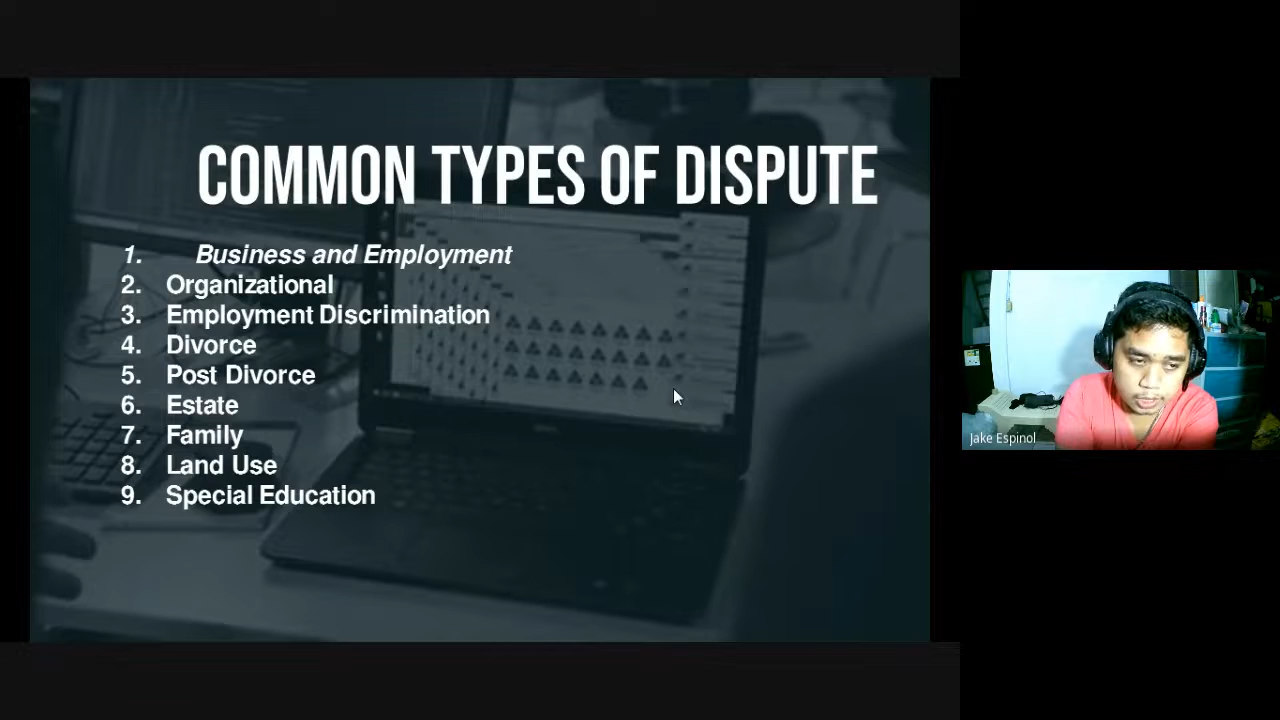 COMMON TYPES OF DISPUTE
1. Business and Employment
2. Organizational
3. Employment Discrimination
4. Divorce
5. Post Divorce
6. Estate
7. Family
8. Land Use
9. Special Education
Jake Espinol